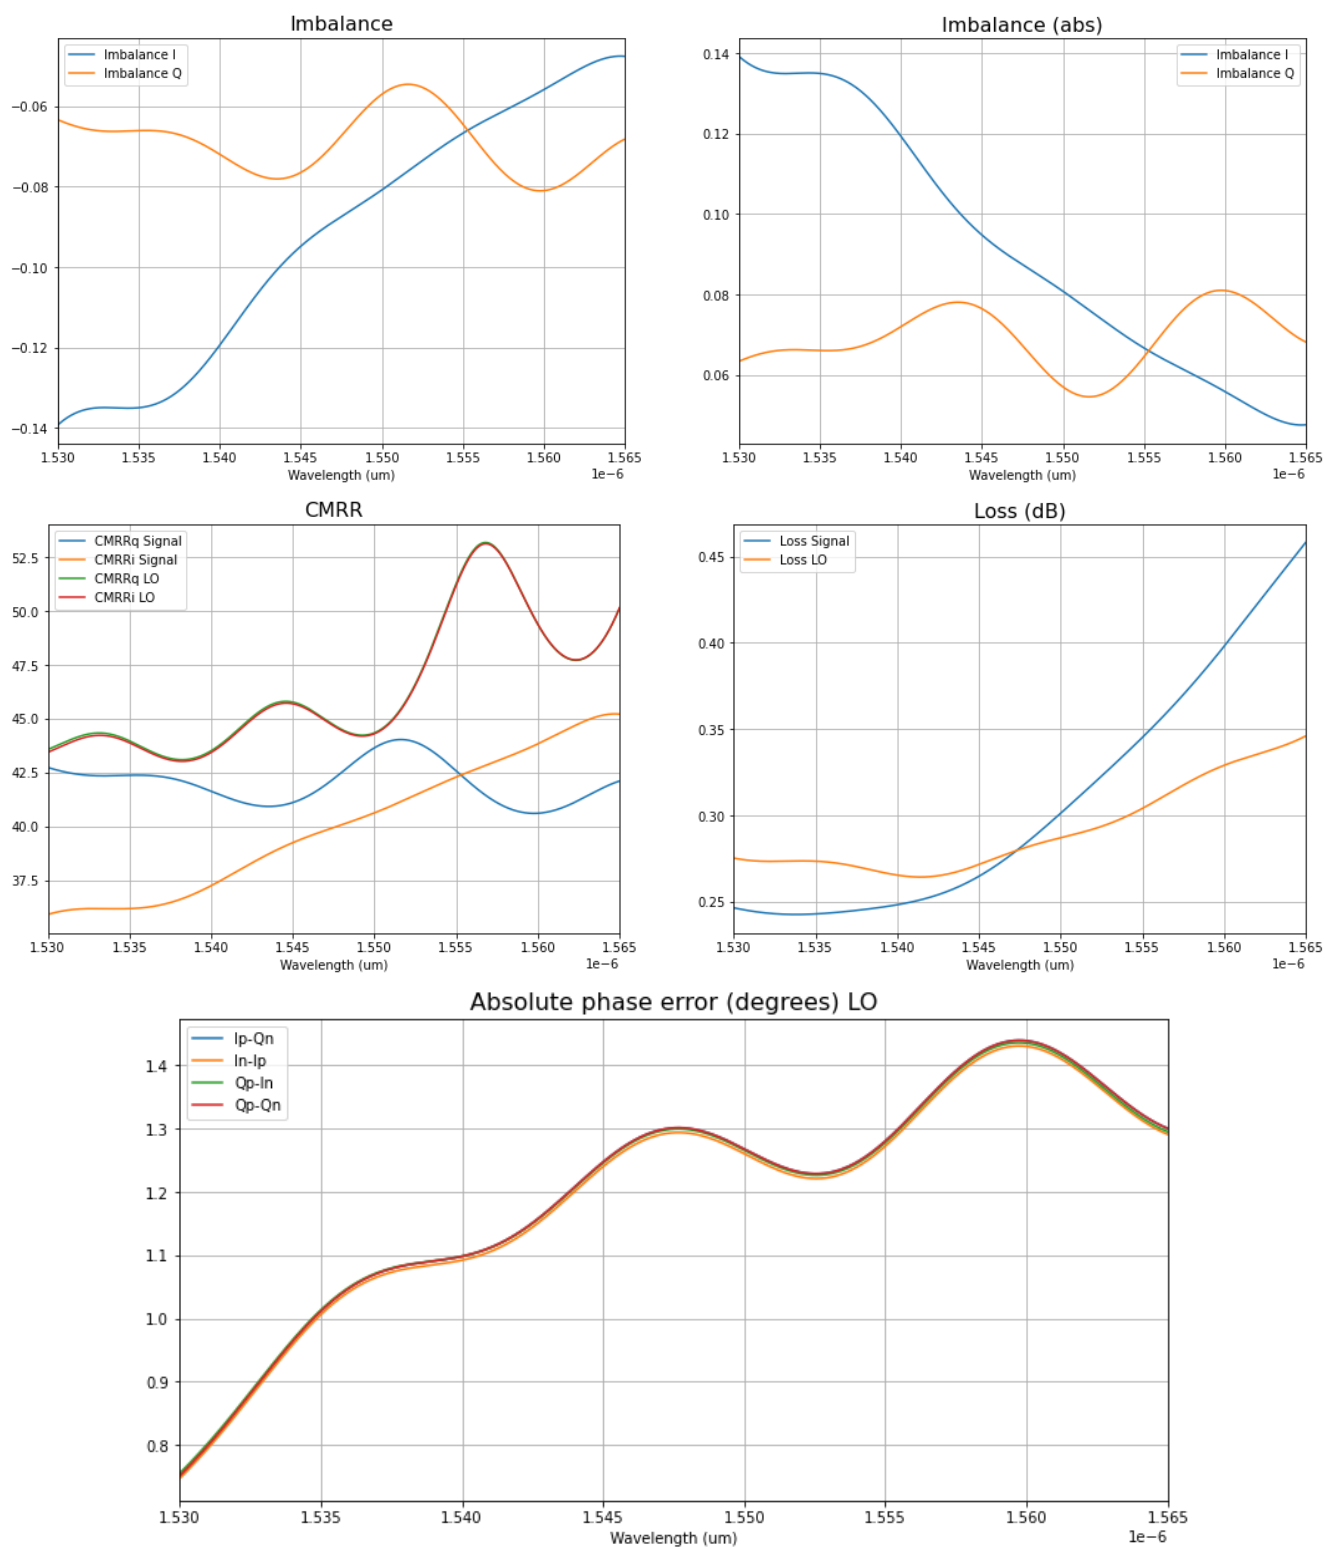 Imbalance
Imbalance I
Imbalance Q
−0.06
−0.08
−0.10
−0.12
−0.14
1.530 1.535 1.540 1.545 1.550 1.555 1.560 1.565
Wavelength (um)
1e−6
Imbalance (abs)
Imbalance I
Imbalance Q
0.14
0.12
0.10
0.08
0.06
1.530 1.535 1.540 1.545 1.550 1.555 1.560 1.565
Wavelength (um)
1e−6
CMRR
CMRRq Signal
CMRRi Signal
CMRRq LO
CMRRi LO
52.5
50.0
47.5
45.0
42.5
40.0
37.5
1.530 1.535 1.540 1.545 1.550 1.555 1.560 1.565
Wavelength (um)
1e−6
Loss (dB)
Loss Signal
Loss LO
0.45
0.40
0.35
0.30
0.25
1.530 1.535 1.540 1.545 1.550 1.555 1.560 1.565
Wavelength (um)
1e−6
Absolute phase error (degrees) LO
Ip-Qn
In-Ip
Qp-In
Qp-Qn
1.4
1.3
1.2
1.1
1.0
0.9
0.8
1.530 1.535 1.540 1.545 1.550 1.555 1.560 1.565
Wavelength (um)
1e−6